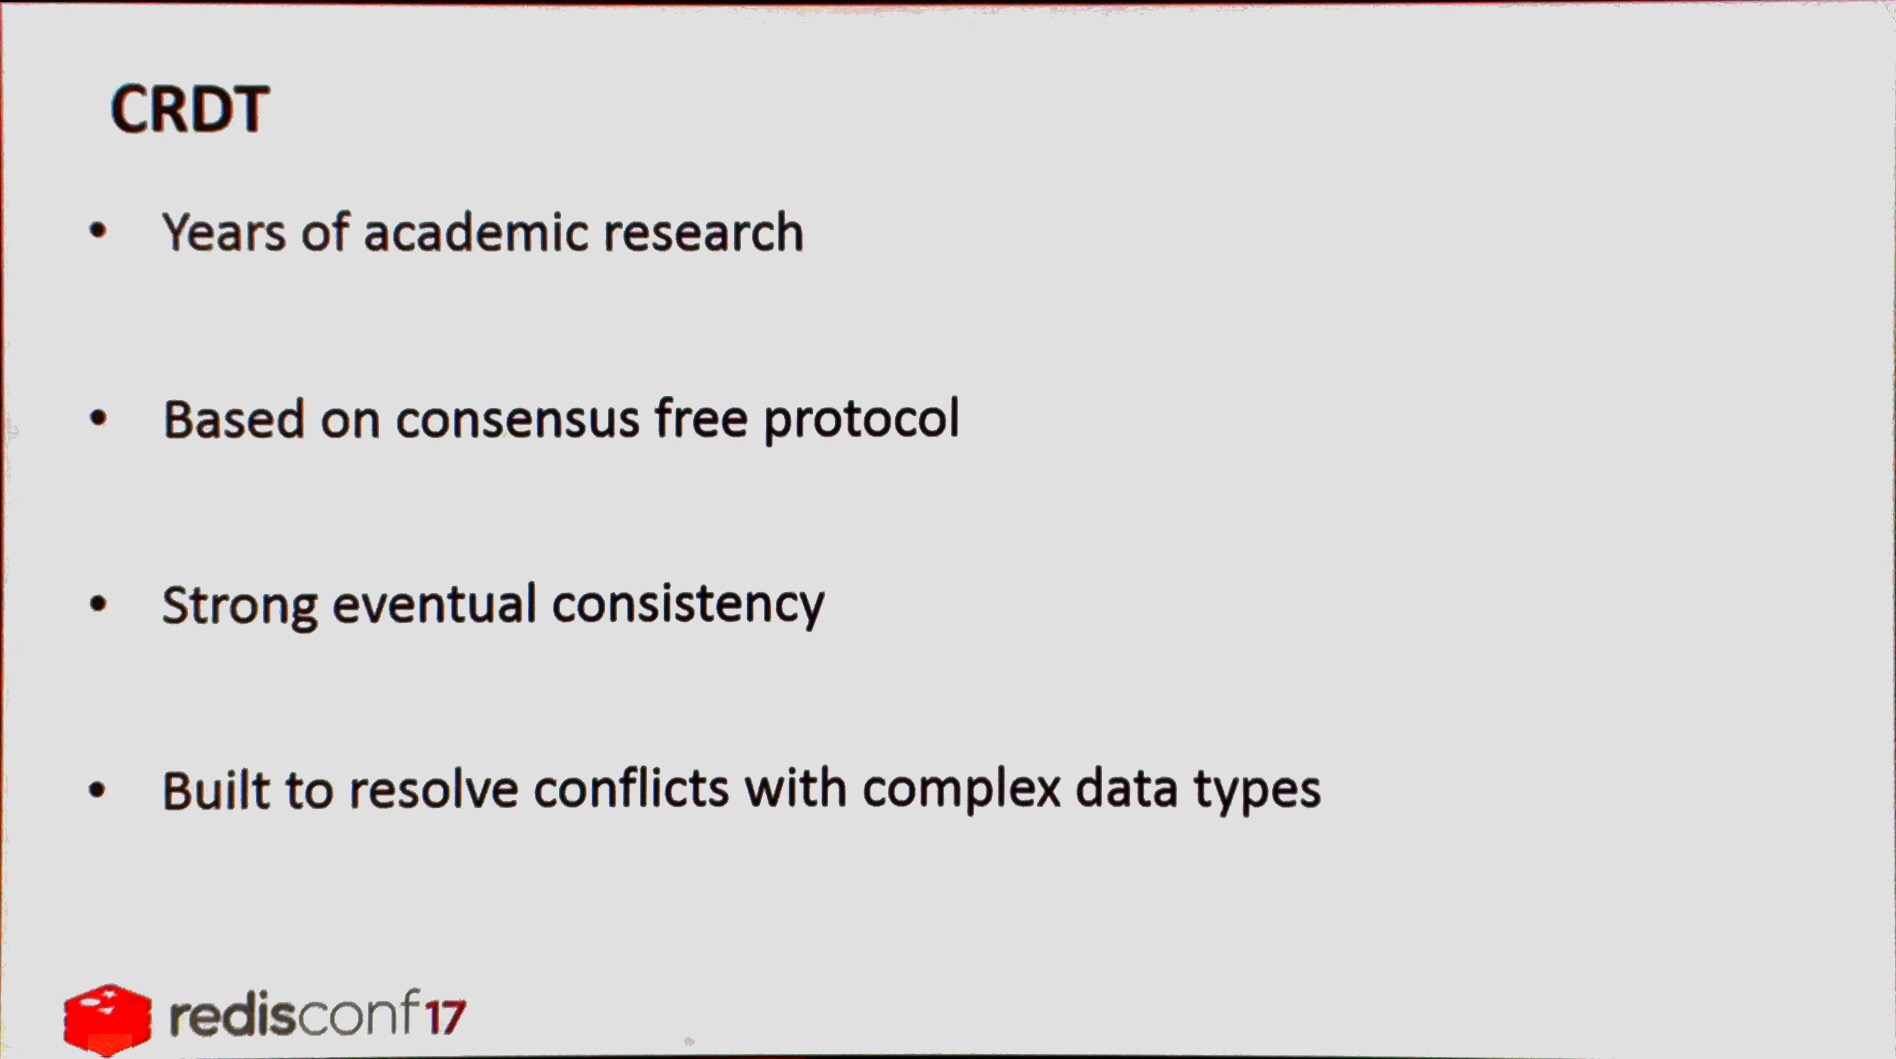 CRDT
• Years of academic research
• Based on consensus free protocol
• Strong eventual consistency
• Built to resolve conflicts with complex data types
redisconf17